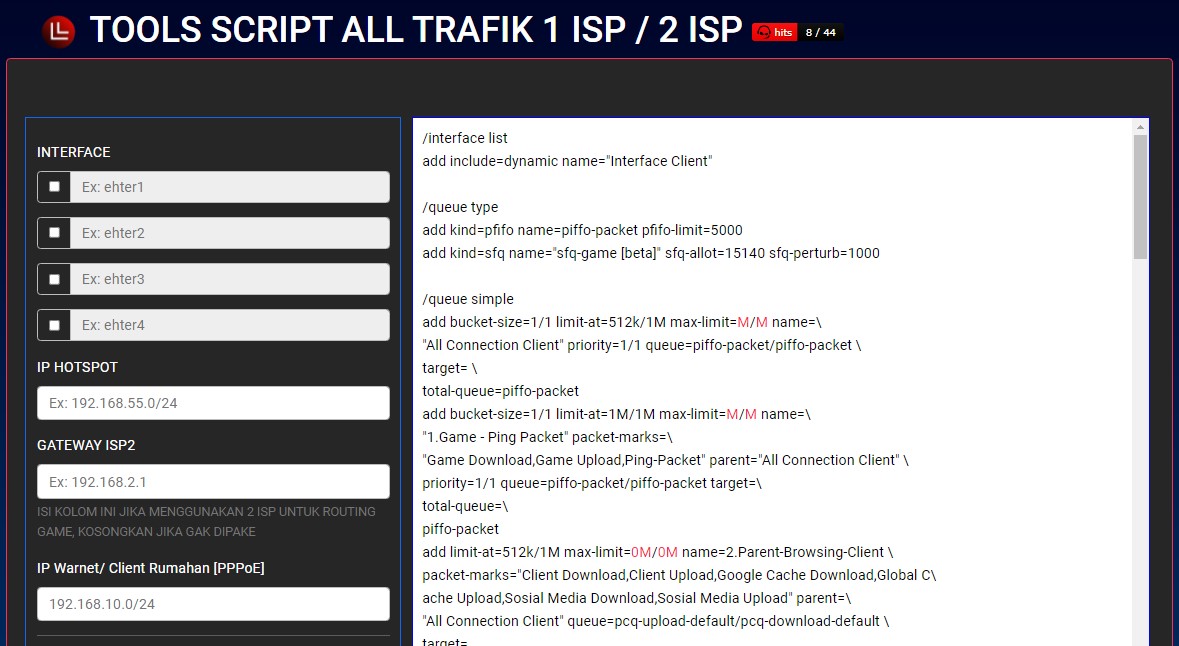 TOOLS SCRIPT ALL TRAFIK 1 ISP / 2 ISP
hits 8 / 44
INTERFACE
Ex: ehter1
Ex: ehter2
Ex: ehter3
Ex: ehter4
IP HOTSPOT
Ex: 192.168.55.0/24
GATEWAY ISP2
Ex: 192.168.2.1
ISI KOLOM INI JIKA MENGGUNAKAN 2 ISP UNTUK ROUTING
GAME, KOSONGKAN JIKA GAK DIPAKE
IP Warnet/ Client Rumahan [PPPoE]
192.168.10.0/24
/interface list
add include=dynamic name="Interface Client"
/queue type
add kind=pfifo name=piffo-packet pfifo-limit=5000
add kind=sfq name="sfq-game [beta]" sfq-allot=15140 sfq-perturb=1000
/queue simple
add bucket-size=1/1 limit-at=512k/1M max-limit=M/M name=\
"All Connection Client" priority=1/1 queue=piffo-packet/piffo-packet \
target= \
total-queue=piffo-packet
add bucket-size=1/1 limit-at=1M/1M max-limit=M/M name=\
"1.Game - Ping Packet" packet-marks=\
"Game Download,Game Upload,Ping-Packet" parent="All Connection Client" \
priority=1/1 queue=piffo-packet/piffo-packet target=\
total-queue=\
piffo-packet
add limit-at=512k/1M max-limit=0M/0M name=2.Parent-Browsing-Client \
packet-marks="Client Download,Client Upload,Google Cache Download,Global C\
ache Upload,Sosial Media Download,Sosial Media Upload" parent=\
"All Connection Client" queue=pcq-upload-default/pcq-download-default \
target=